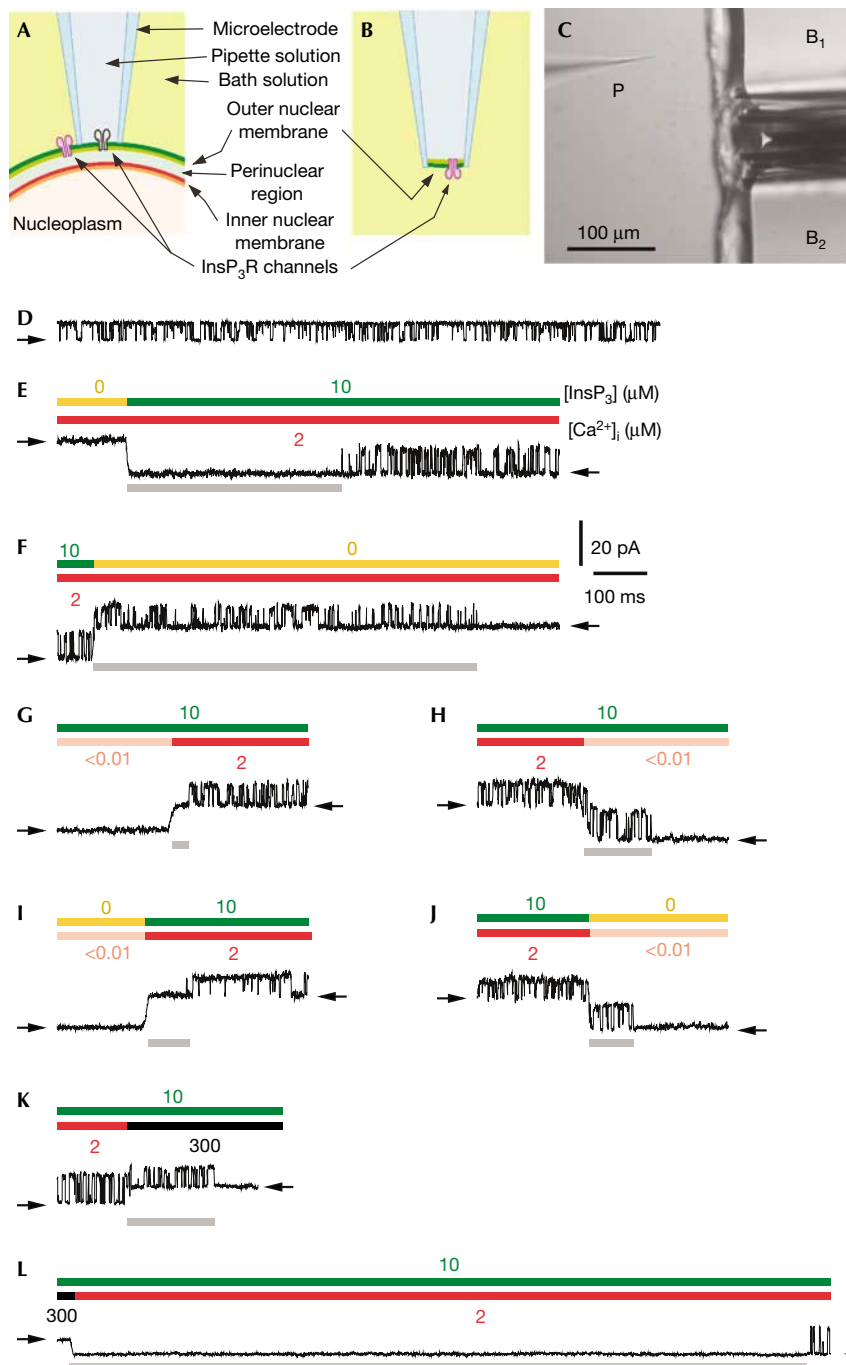 A
Microelectrode
Pipette solution
Bath solution
Outer nuclear
membrane
Perinuclear
region
Inner nuclear
membrane
InsP₃R channels
Nucleoplasm
B
C
P
B₁
B₂
100 μm
D
E
0 10 [InsP₃] (μM)
2 [Ca²⁺]ᵢ (μM)
F
10 0
2
20 pA
100 ms
G
10
<0.01 2
H
10
2 <0.01
I
0 10
<0.01 2
J
10 0
2 <0.01
K
10
2 300
L
10
300 2